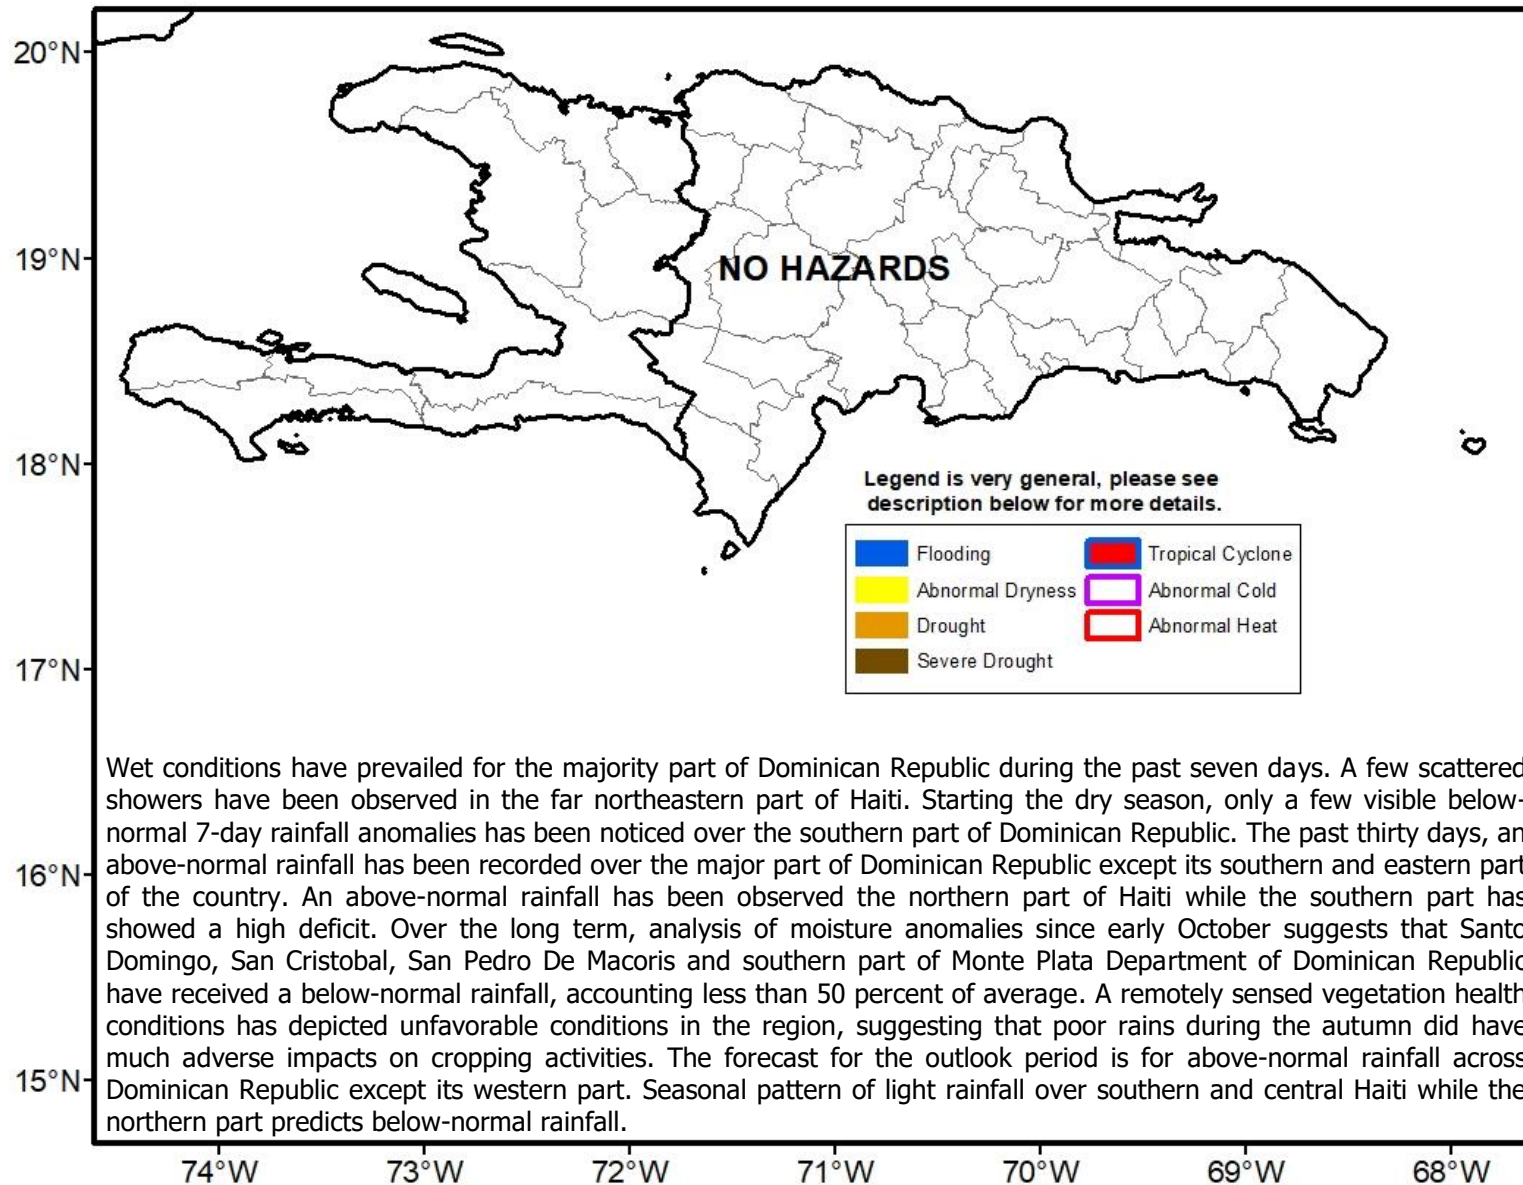 20°N
19°N
18°N
17°N
16°N
15°N
NO HAZARDS
Legend is very general, please see
description below for more details.
Flooding
Tropical Cyclone
Abnormal Dryness
Abnormal Cold
Drought
Abnormal Heat
Severe Drought
Wet conditions have prevailed for the majority part of Dominican Republic during the past seven days. A few scattered
showers have been observed in the far northeastern part of Haiti. Starting the dry season, only a few visible below-
normal 7-day rainfall anomalies has been noticed over the southern part of Dominican Republic. The past thirty days, an
above-normal rainfall has been recorded over the major part of Dominican Republic except its southern and eastern part
of the country. An above-normal rainfall has been observed the northern part of Haiti while the southern part has
showed a high deficit. Over the long term, analysis of moisture anomalies since early October suggests that Santo
Domingo, San Cristobal, San Pedro De Macoris and southern part of Monte Plata Department of Dominican Republic
have received a below-normal rainfall, accounting less than 50 percent of average. A remotely sensed vegetation health
conditions has depicted unfavorable conditions in the region, suggesting that poor rains during the autumn did have
much adverse impacts on cropping activities. The forecast for the outlook period is for above-normal rainfall across
Dominican Republic except its western part. Seasonal pattern of light rainfall over southern and central Haiti while the
northern part predicts below-normal rainfall.
74°W 73°W 72°W 71°W 70°W 69°W 68°W